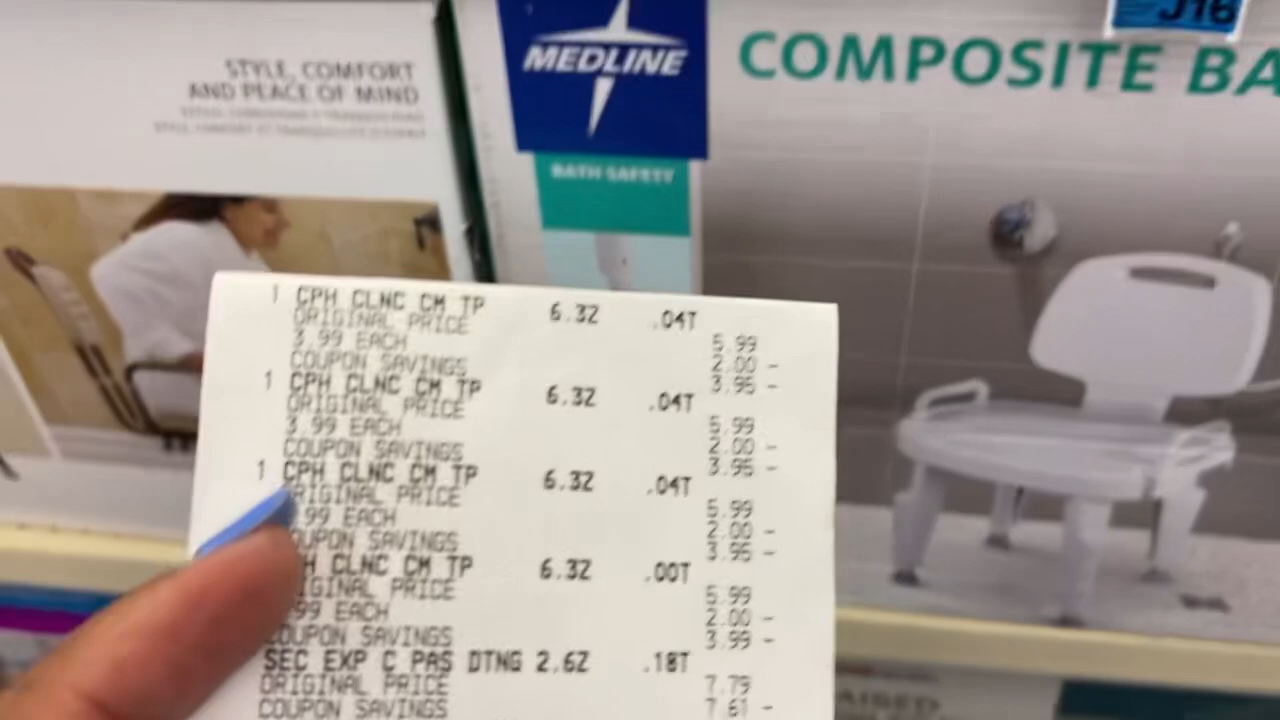 J16
STYLE, COMFORT
AND PEACE OF MIND
MEDLINE
COMPOSITE BA
BATH SAFETY
1 CPH CLNC CM TP 6.3Z .04T
ORIGINAL PRICE 5.99
3.99 EACH 2.00 -
COUPON SAVINGS 3.95 -
1 CPH CLNC CM TP 6.3Z .04T
ORIGINAL PRICE 5.99
3.99 EACH 2.00 -
COUPON SAVINGS 3.95 -
1 CPH CLNC CM TP 6.3Z .04T
ORIGINAL PRICE 5.99
.99 EACH 2.00 -
OUPON SAVINGS 3.95 -
H CLNC CM TP 6.3Z .00T
IGINAL PRICE 5.99
99 EACH 2.00 -
COUPON SAVINGS 3.99 -
SEC EXP C PAS DTNG 2.6Z .18T
ORIGINAL PRICE 7.79
COUPON SAVINGS 7.61 -
AISED